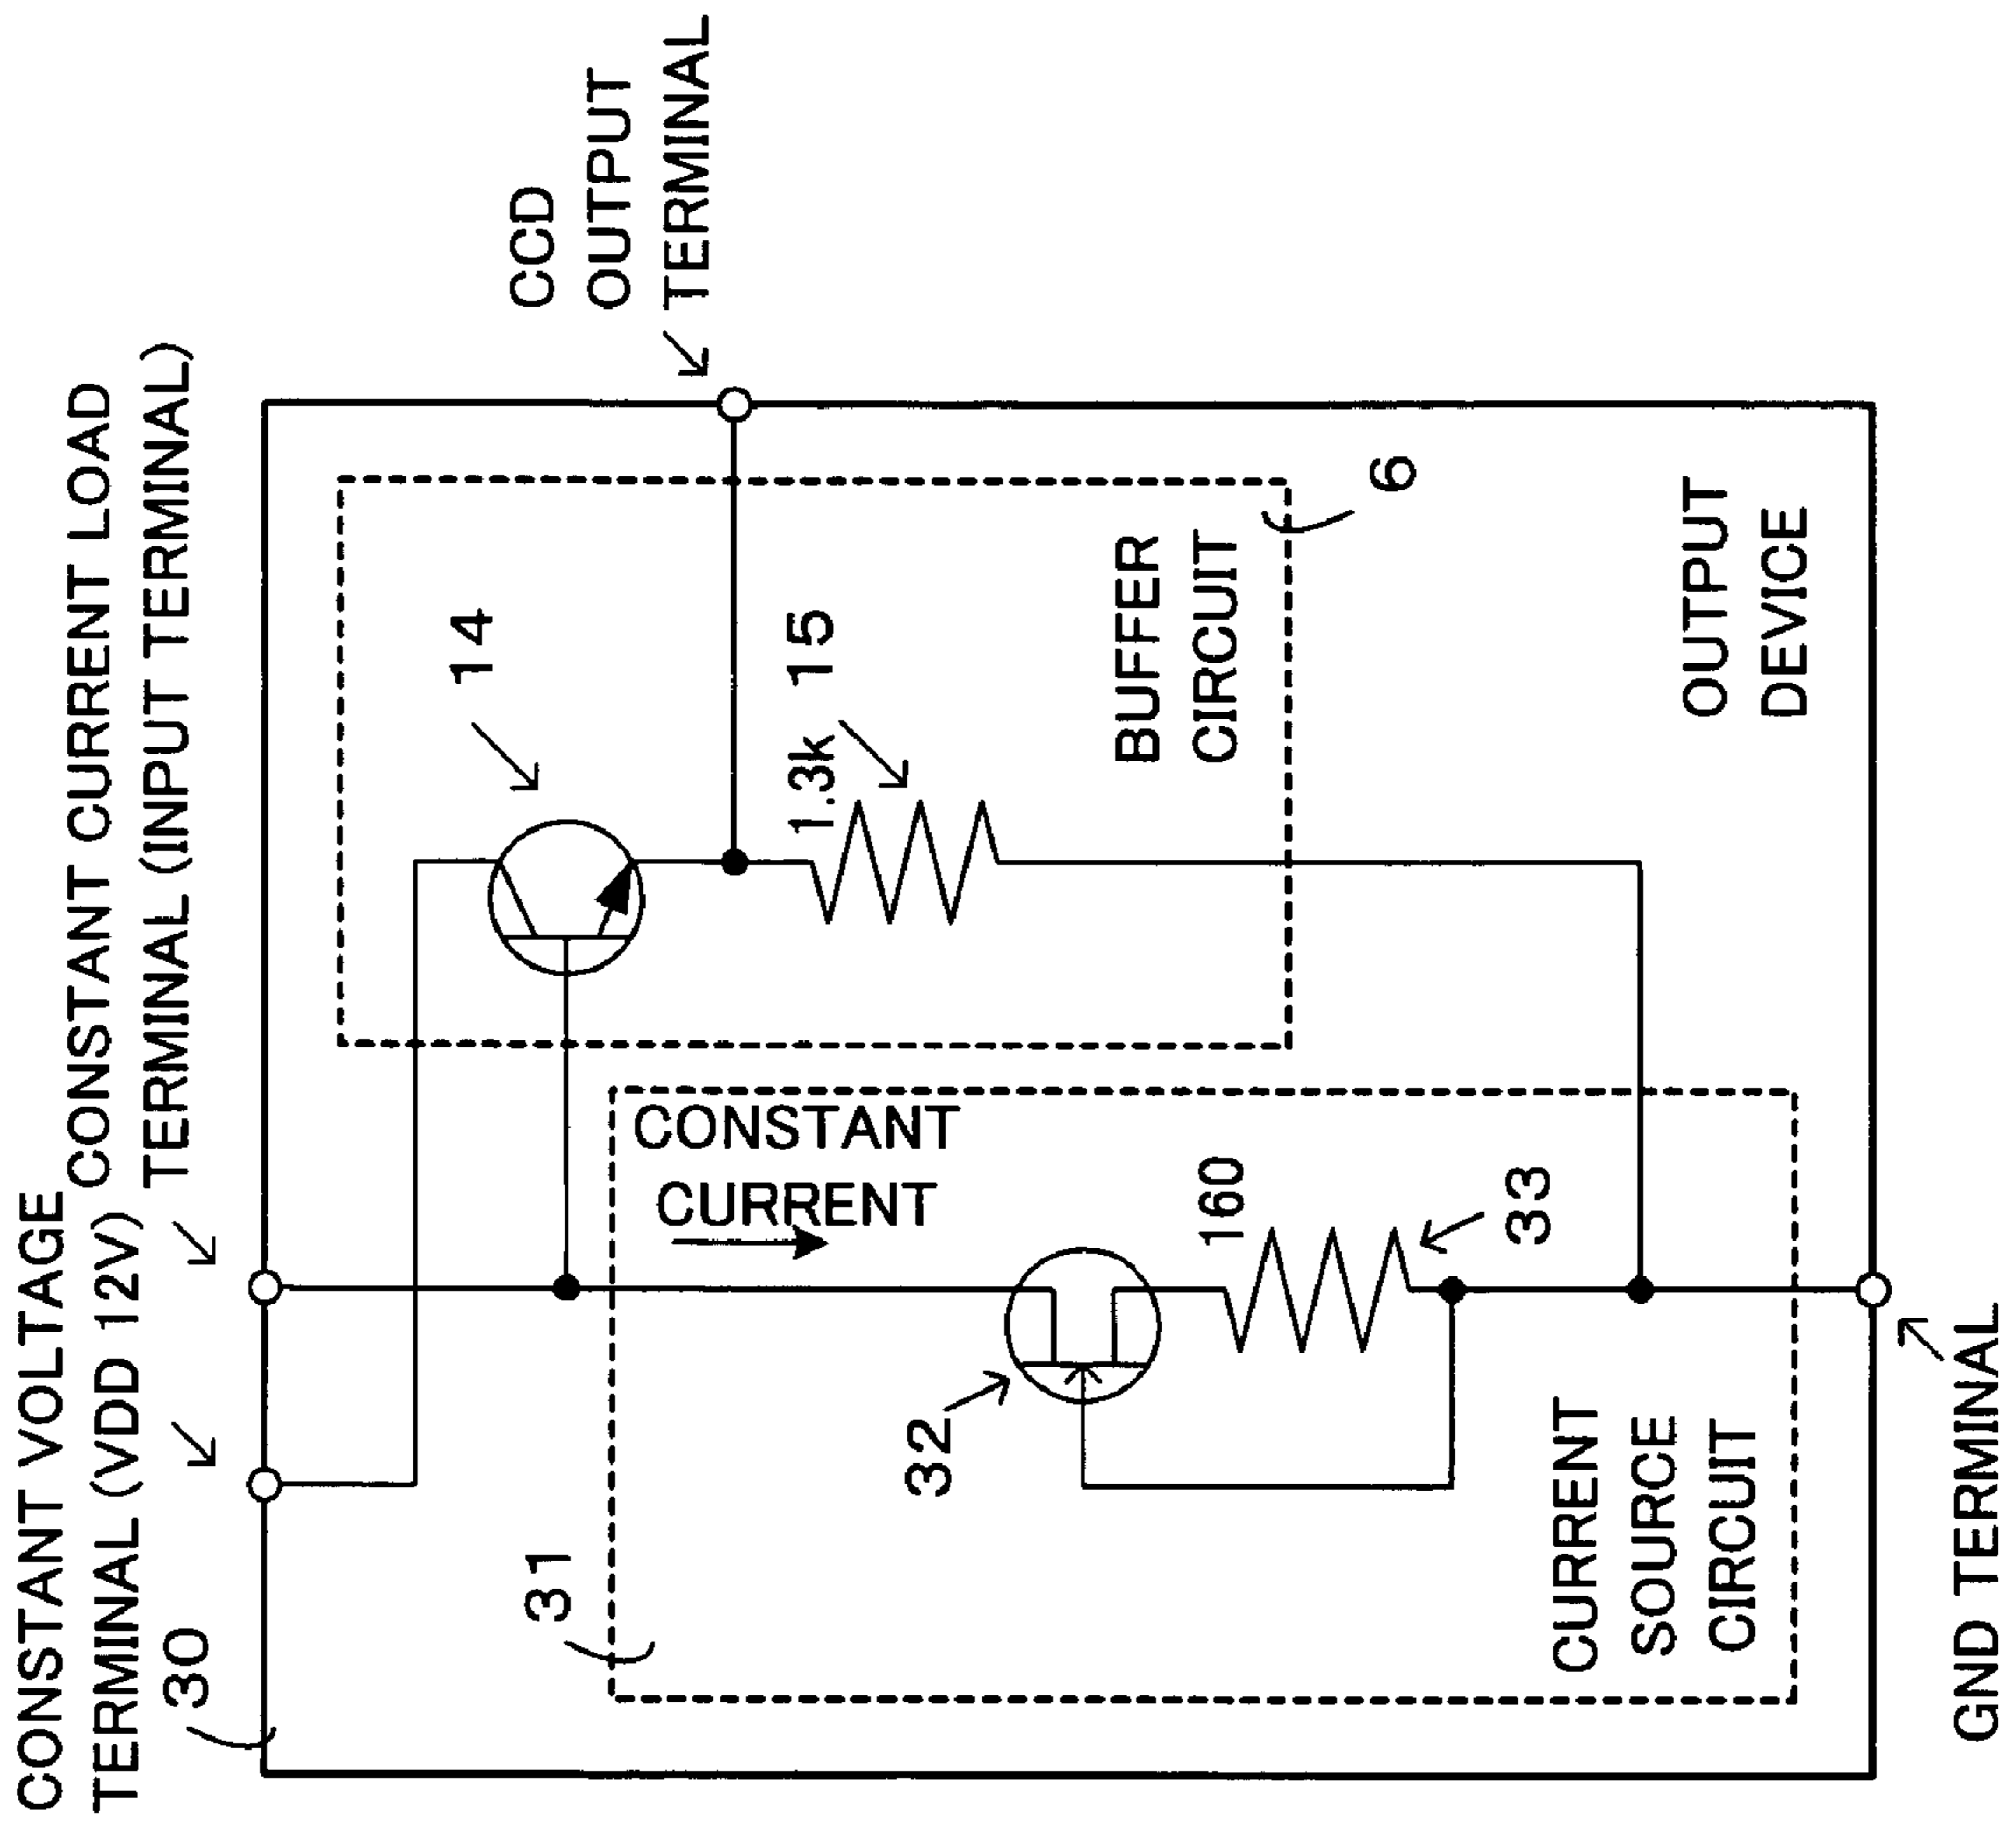 CONSTANT VOLTAGE
TERMINAL (VDD 12V)
30
CONSTANT CURRENT LOAD
TERMINAL (INPUT TERMINAL)
CCD
OUTPUT
TERMINAL
14
1.3k
15
BUFFER
CIRCUIT
6
31
CONSTANT
CURRENT
32
160
33
CURRENT
SOURCE
CIRCUIT
OUTPUT
DEVICE
GND TERMINAL